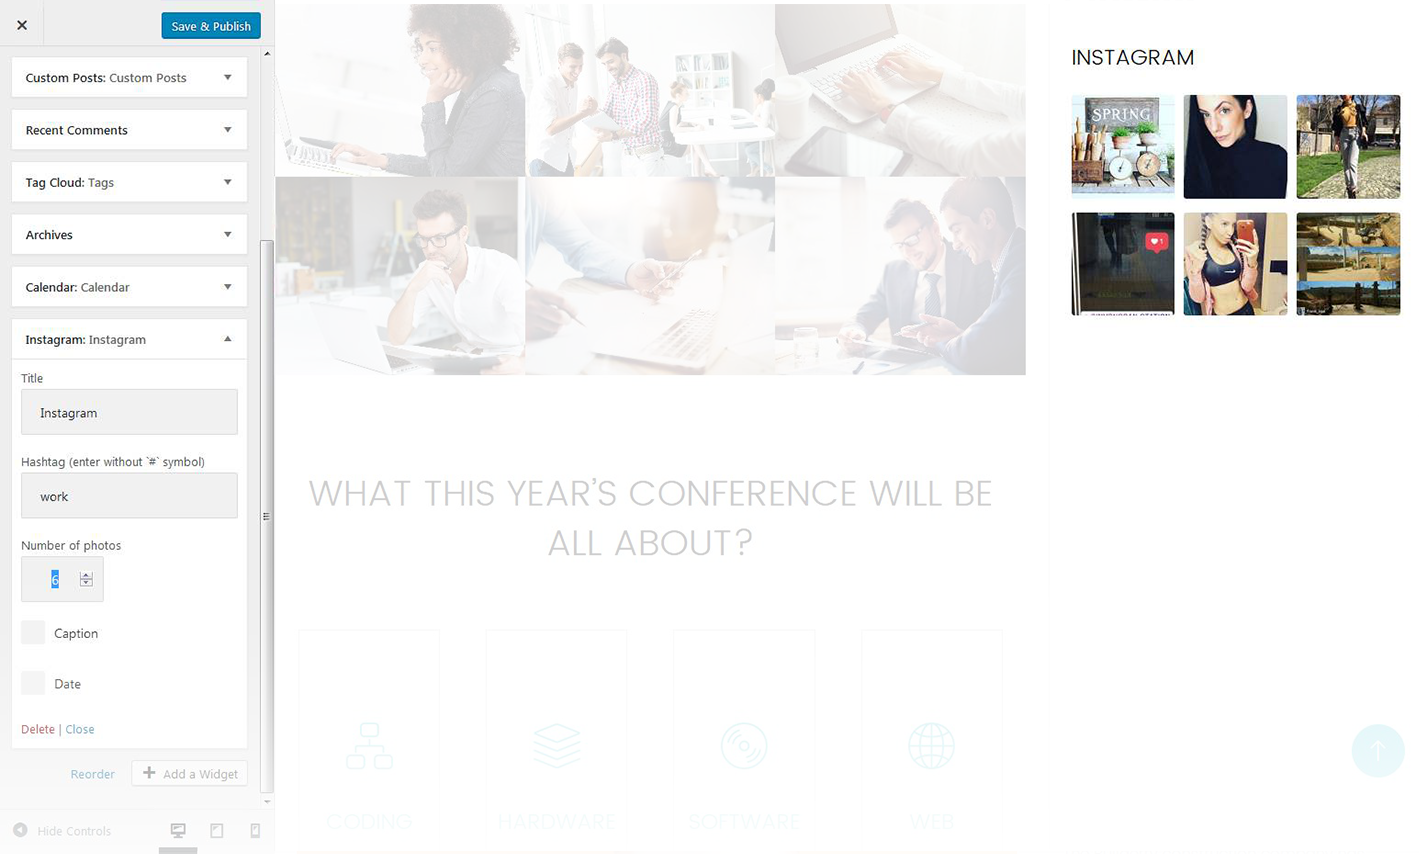 Save & Publish
Custom Posts: Custom Posts
Recent Comments
Tag Cloud: Tags
Archives
Calendar: Calendar
Instagram: Instagram
Title
Instagram
Hashtag (enter without `#` symbol)
work
Number of photos
6
Caption
Date
Delete | Close
Reorder
Add a Widget
Hide Controls
WHAT THIS YEAR’S CONFERENCE WILL BE
ALL ABOUT?
CODING
HARDWARE
SOFTWARE
WEB
INSTAGRAM
SPRING
1